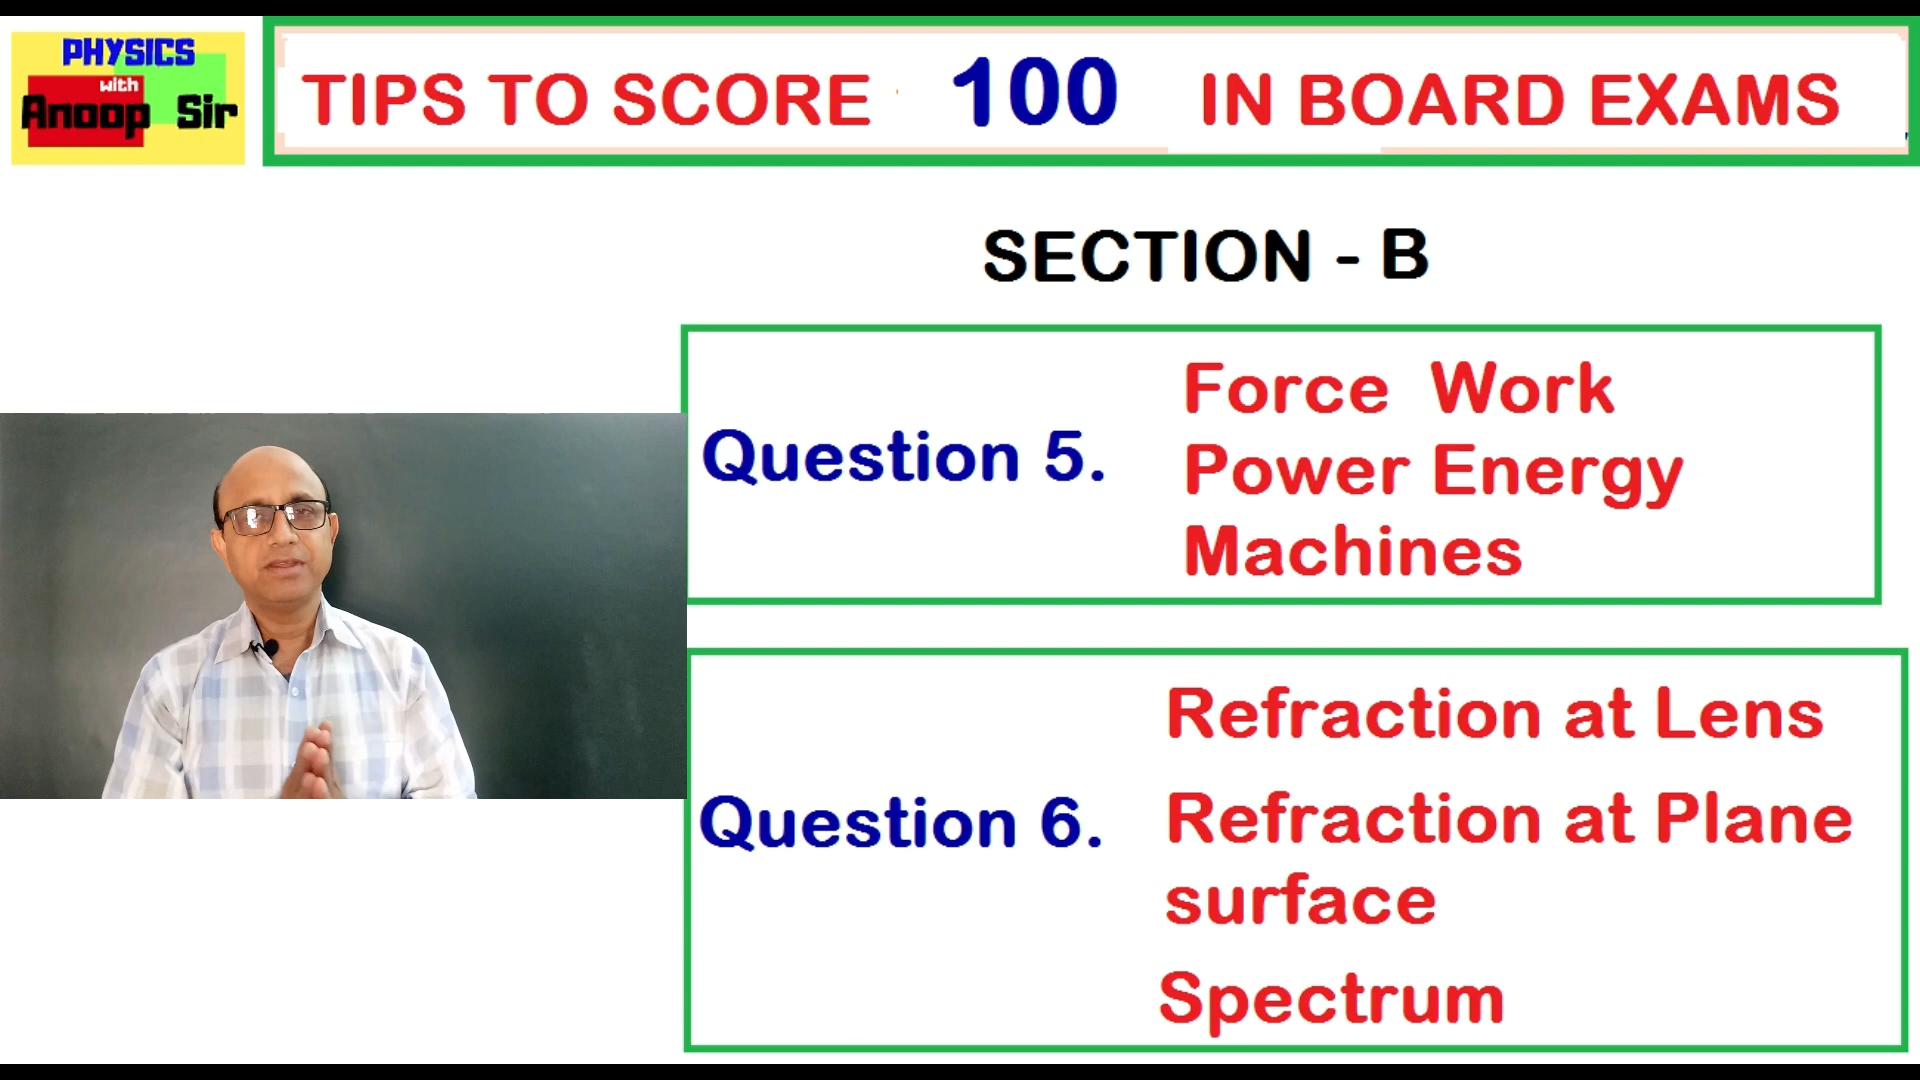 PHYSICS
with
Anoop Sir
TIPS TO SCORE 100 IN BOARD EXAMS
SECTION - B
Question 5.
Force Work
Power Energy
Machines
Question 6.
Refraction at Lens
Refraction at Plane
surface
Spectrum